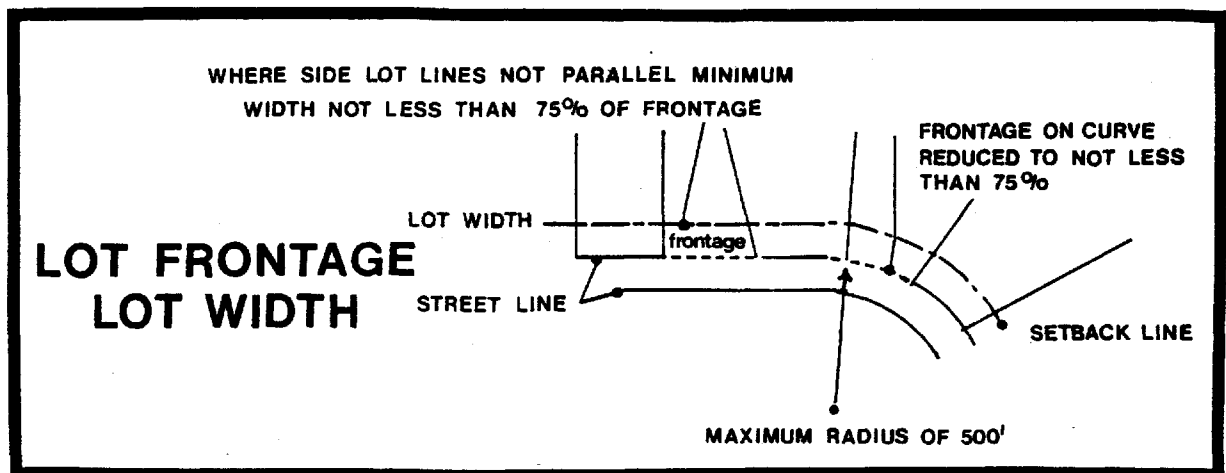 WHERE SIDE LOT LINES NOT PARALLEL MINIMUM
WIDTH NOT LESS THAN 75% OF FRONTAGE
FRONTAGE ON CURVE
REDUCED TO NOT LESS
THAN 75%
LOT WIDTH
frontage
LOT FRONTAGE
LOT WIDTH
STREET LINE
SETBACK LINE
MAXIMUM RADIUS OF 500'